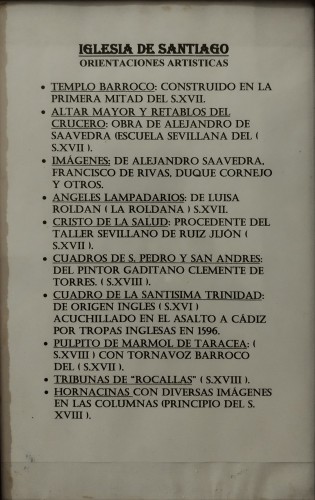 IGLESIA DE SANTIAGO
ORIENTACIONES ARTISTICAS
• TEMPLO BARROCO: CONSTRUIDO EN LA
PRIMERA MITAD DEL S.XVII.
• ALTAR MAYOR Y RETABLOS DEL
CRUCERO: OBRA DE ALEJANDRO DE
SAAVEDRA (ESCUELA SEVILLANA DEL (
S.XVII ).
• IMÁGENES: DE ALEJANDRO SAAVEDRA,
FRANCISCO DE RIVAS, DUQUE CORNEJO
Y OTROS.
• ANGELES LAMPADARIOS: DE LUISA
ROLDAN ( LA ROLDANA ) S.XVII.
• CRISTO DE LA SALUD: PROCEDENTE DEL
TALLER SEVILLANO DE RUIZ JIJÓN (
S.XVII ).
• CUADROS DE S. PEDRO Y SAN ANDRES:
DEL PINTOR GADITANO CLEMENTE DE
TORRES. ( S.XVIII ).
• CUADRO DE LA SANTISIMA TRINIDAD:
DE ORIGEN INGLES ( S.XVI )
ACUCHILLADO EN EL ASALTO A CÁDIZ
POR TROPAS INGLESAS EN 1596.
• PULPITO DE MARMOL DE TARACEA: (
S.XVIII ) CON TORNAVOZ BARROCO
DEL ( S.XVII ).
• TRIBUNAS DE "ROCALLAS" ( S.XVIII ).
• HORNACINAS CON DIVERSAS IMÁGENES
EN LAS COLUMNAS (PRINCIPIO DEL S.
XVIII ).